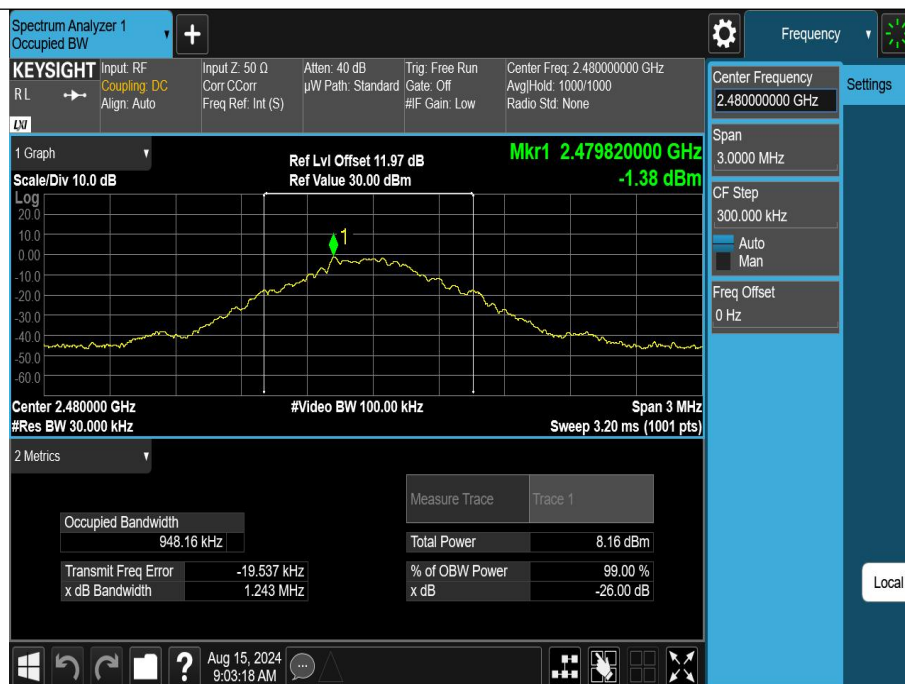 Spectrum Analyzer 1
Occupied BW
+
Frequency
KEYSIGHT
RL
LXI
Input: RF
Coupling: DC
Align: Auto
Input Z: 50 Ω
Corr CCorr
Freq Ref: Int (S)
Atten: 40 dB
µW Path: Standard
Trig: Free Run
Gate: Off
#IF Gain: Low
Center Freq: 2.480000000 GHz
Avg|Hold: 1000/1000
Radio Std: None
Center Frequency
2.480000000 GHz
Settings
Span
3.0000 MHz
CF Step
300.000 kHz
Auto
Man
Freq Offset
0 Hz
Local
1 Graph
Scale/Div 10.0 dB
Ref Lvl Offset 11.97 dB
Ref Value 30.00 dBm
Mkr1 2.479820000 GHz
-1.38 dBm
Log
20.0
10.0
0.00
-10.0
-20.0
-30.0
-40.0
-50.0
-60.0
1
Center 2.480000 GHz
#Video BW 100.00 kHz
Span 3 MHz
#Res BW 30.000 kHz
Sweep 3.20 ms (1001 pts)
2 Metrics
Measure Trace Trace 1
Occupied Bandwidth
948.16 kHz
Total Power 8.16 dBm
Transmit Freq Error -19.537 kHz
% of OBW Power 99.00 %
x dB Bandwidth 1.243 MHz
x dB -26.00 dB
?
Aug 15, 2024
9:03:18 AM